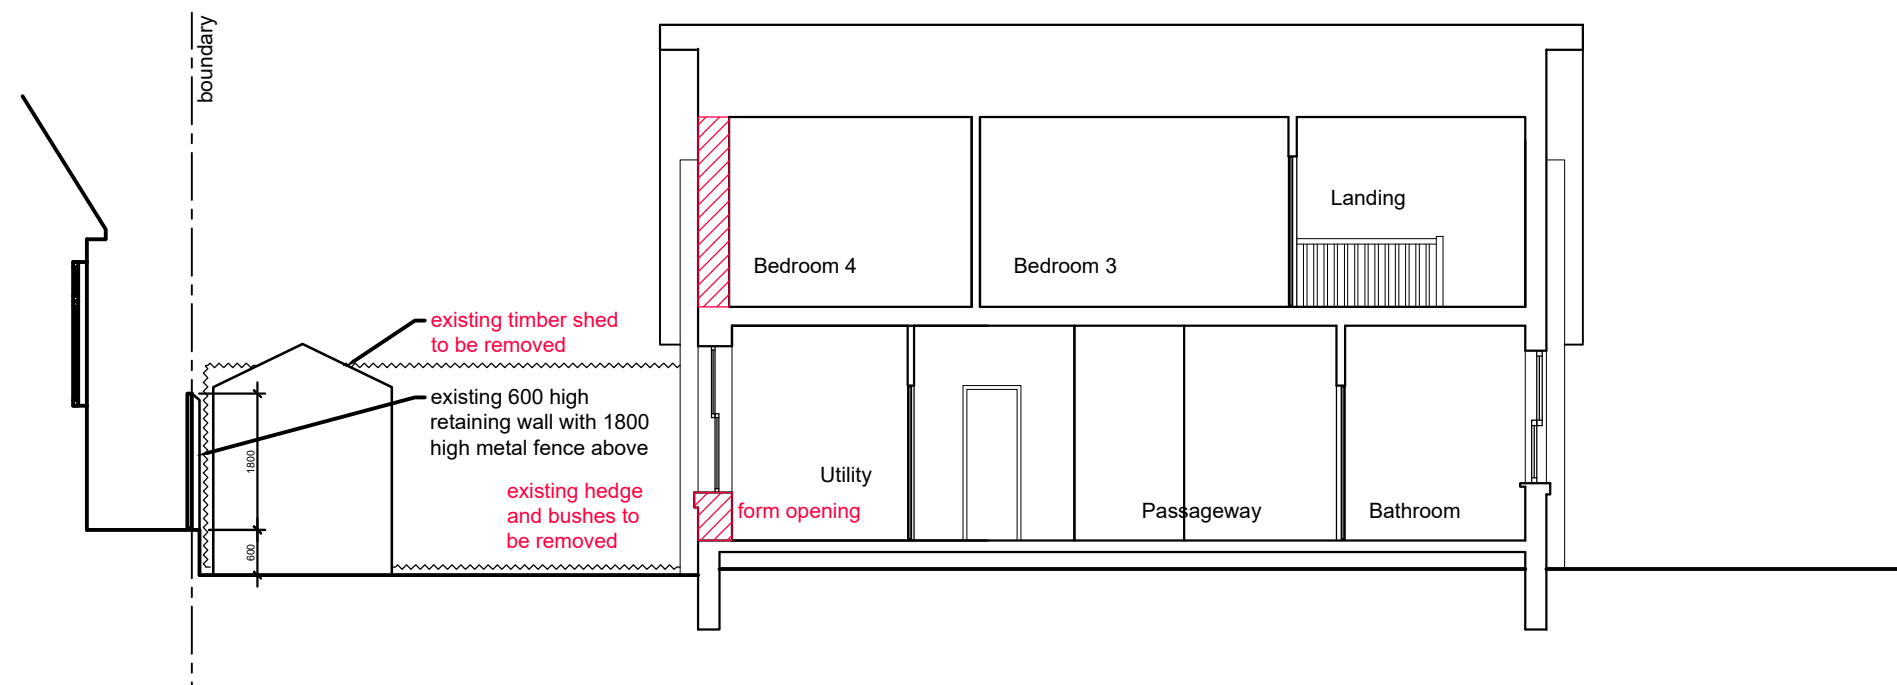 boundary
Landing
Bedroom 4
Bedroom 3
existing timber shed
to be removed
existing 600 high
retaining wall with 1800
high metal fence above
1800
Utility
existing hedge
and bushes to
be removed
form opening
Passageway
Bathroom
600